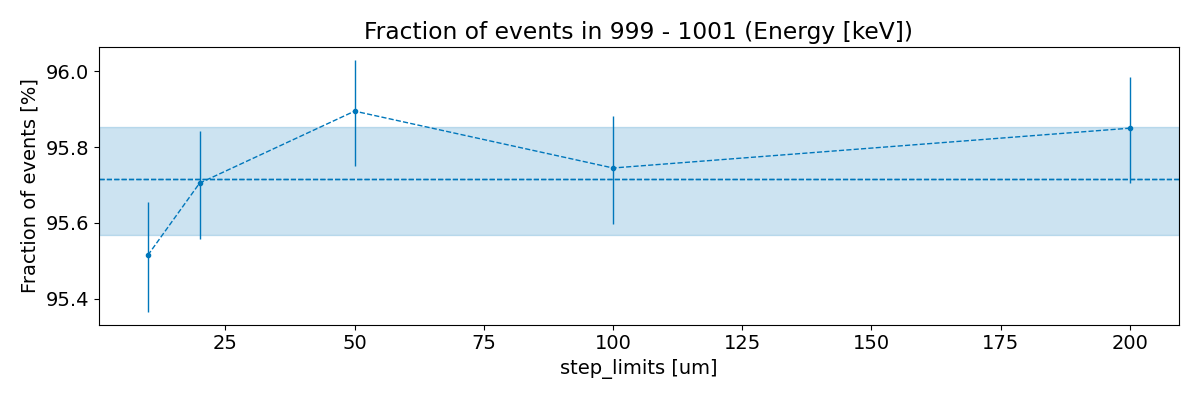 Fraction of events in 999 - 1001 (Energy [keV])
Fraction of events [%]
96.0
95.8
95.6
95.4
25 50 75 100 125 150 175 200
step_limits [um]